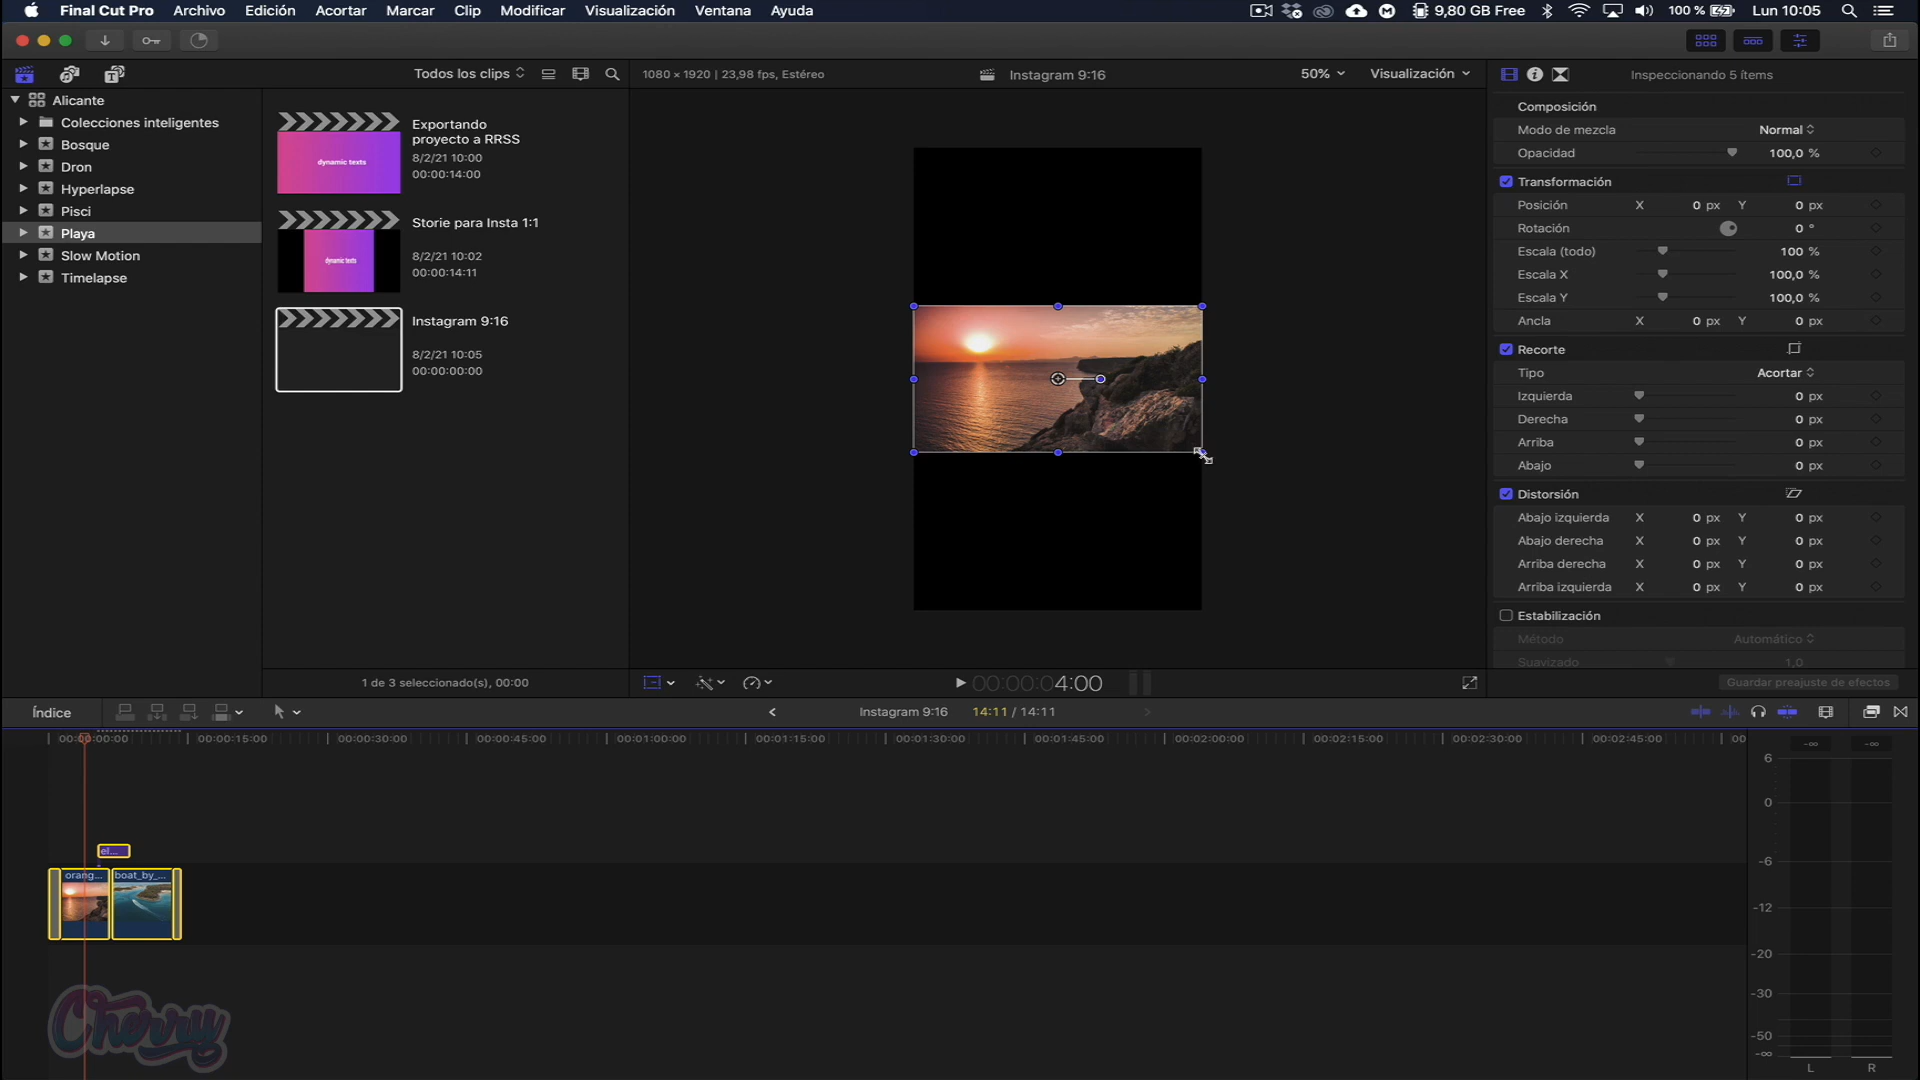 Final Cut Pro Archivo Edición Acortar Marcar Clip Modificar Visualización Ventana Ayuda 9,80 GB Free 100 % Lun 10:05
Todos los clips 1080 × 1920 | 23,98 fps, Estéreo Instagram 9:16 50% Visualización Inspeccionando 5 ítems
Alicante
Colecciones inteligentes
Bosque
Dron
Hyperlapse
Pisci
Playa
Slow Motion
Timelapse
Exportando
proyecto a RRSS
8/2/21 10:00
00:00:14:00
dynamic texts
Storie para Insta 1:1
8/2/21 10:02
00:00:14:11
dynamic texts
Instagram 9:16
8/2/21 10:05
00:00:00:00
1 de 3 seleccionado(s), 00:00
00:00:04:00
Composición
Modo de mezcla Normal
Opacidad 100,0 %
Transformación
Posición X 0 px Y 0 px
Rotación 0 °
Escala (todo) 100 %
Escala X 100,0 %
Escala Y 100,0 %
Ancla X 0 px Y 0 px
Recorte
Tipo Acortar
Izquierda 0 px
Derecha 0 px
Arriba 0 px
Abajo 0 px
Distorsión
Abajo izquierda X 0 px Y 0 px
Abajo derecha X 0 px Y 0 px
Arriba derecha X 0 px Y 0 px
Arriba izquierda X 0 px Y 0 px
Estabilización
Método Automático
Suavizado 1,0
Guardar preajuste de efectos
Índice Instagram 9:16 14:11 / 14:11
00:00:00:00 00:00:15:00 00:00:30:00 00:00:45:00 00:01:00:00 00:01:15:00 00:01:30:00 00:01:45:00 00:02:00:00 00:02:15:00 00:02:30:00 00:02:45:00 00
el...
orang... boat_by_...
-∞ -∞
6
0
-6
-12
-20
-30
-50
-∞
L R
Cherry